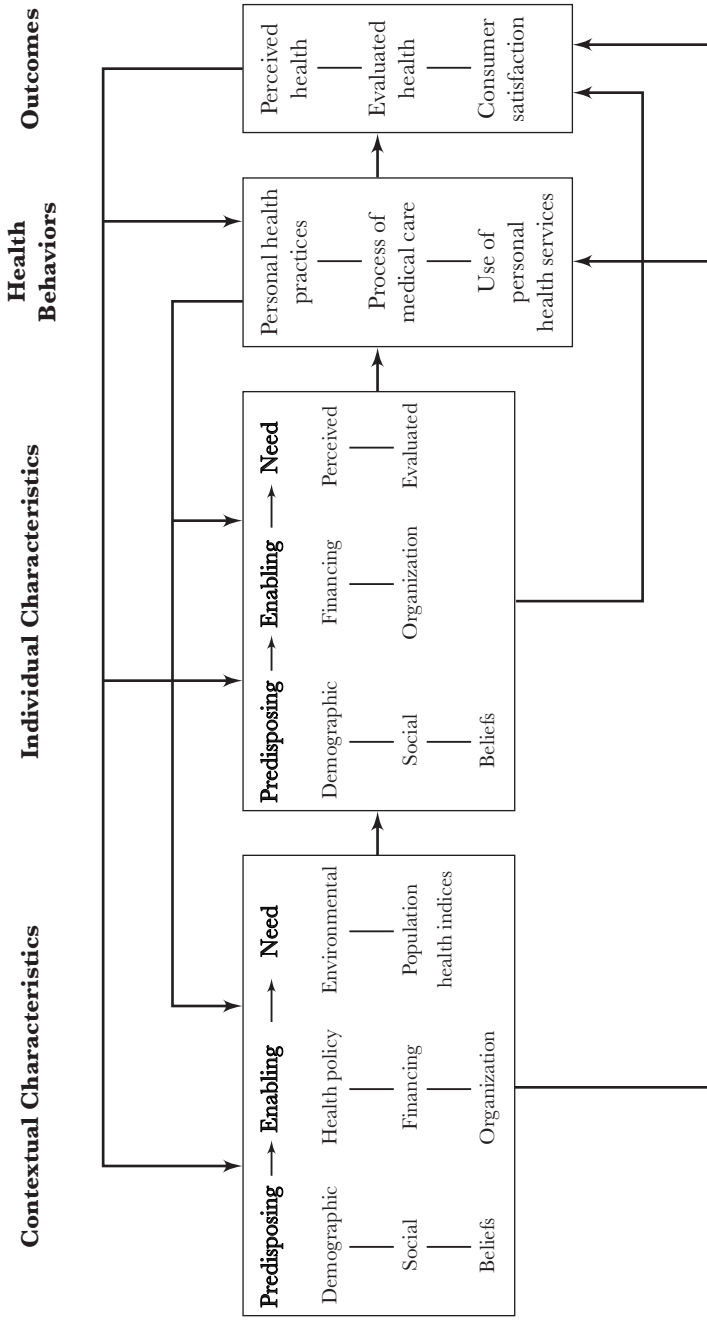 Contextual Characteristics
Predisposing Enabling Need
Demographic
Social
Beliefs
Health policy
Financing
Organization
Environmental
Population
health indices
Individual Characteristics
Predisposing Enabling Need
Demographic
Social
Beliefs
Financing
Organization
Perceived
Evaluated
Health
Behaviors
Personal health
practices
Process of
medical care
Use of
personal
health services
Outcomes
Perceived
health
Evaluated
health
Consumer
satisfaction